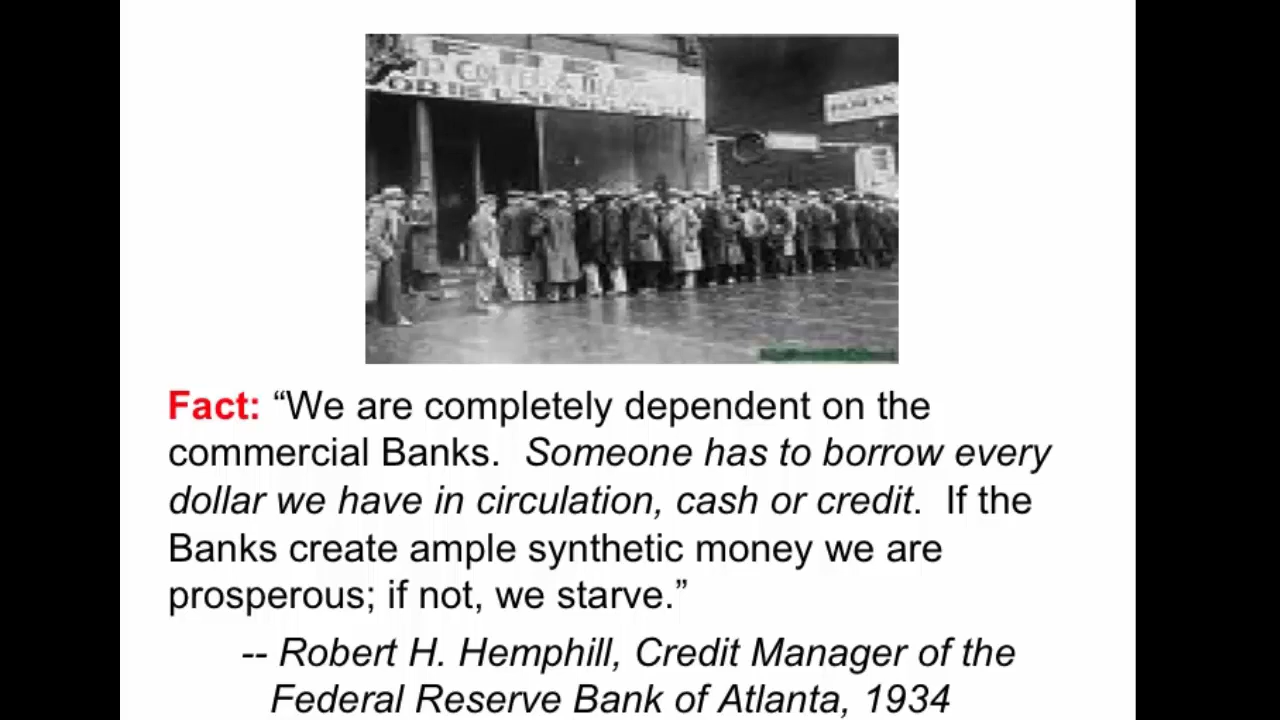 Fact: “We are completely dependent on the
commercial Banks. Someone has to borrow every
dollar we have in circulation, cash or credit. If the
Banks create ample synthetic money we are
prosperous; if not, we starve.”
-- Robert H. Hemphill, Credit Manager of the
Federal Reserve Bank of Atlanta, 1934